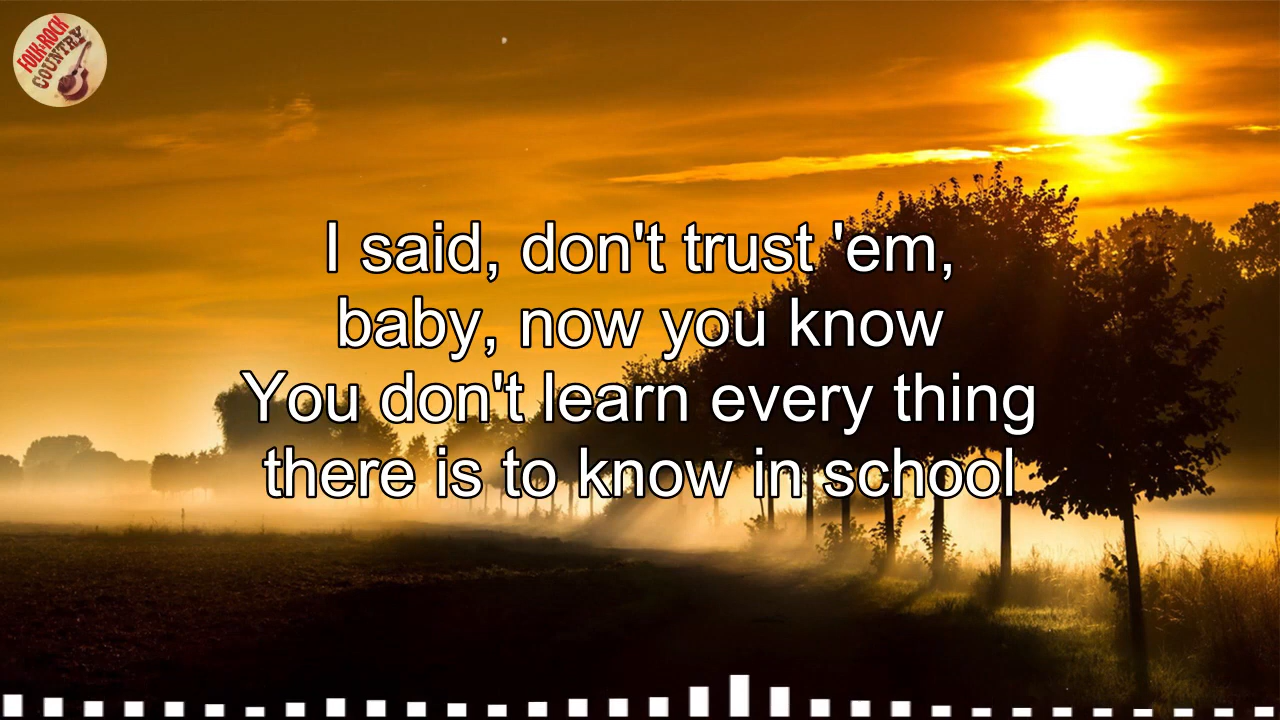 FOLK-ROCK
COUNTRY
I said, don't trust 'em,
baby, now you know
You don't learn every thing
there is to know in school